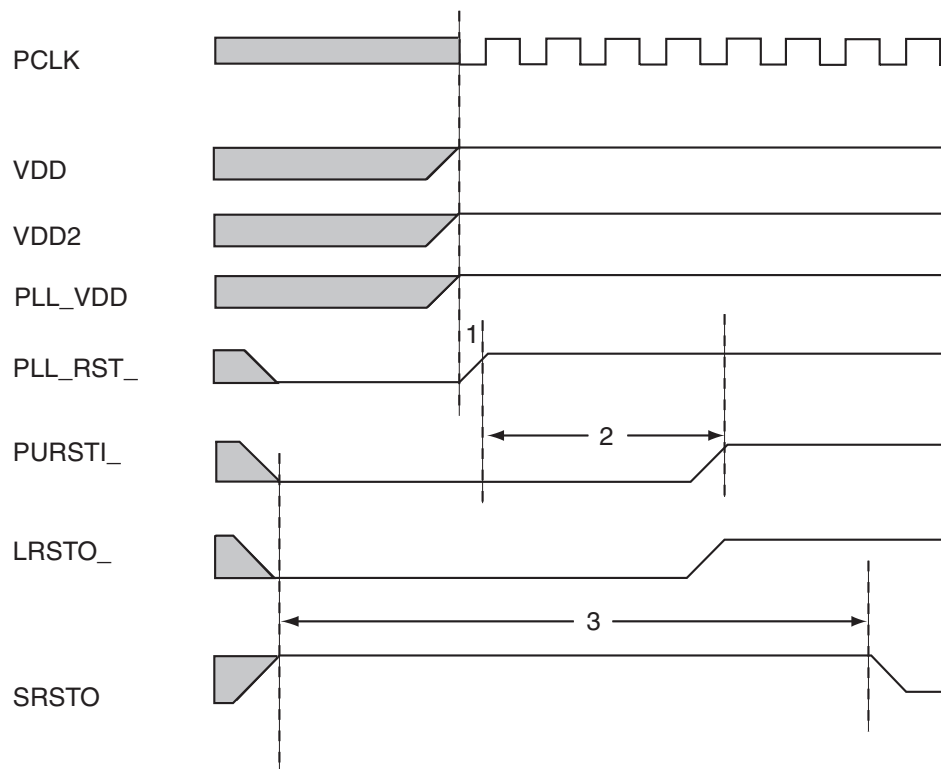 PCLK
VDD
VDD2
PLL_VDD
1
PLL_RST_
2
PURSTI_
LRSTO_
3
SRSTO